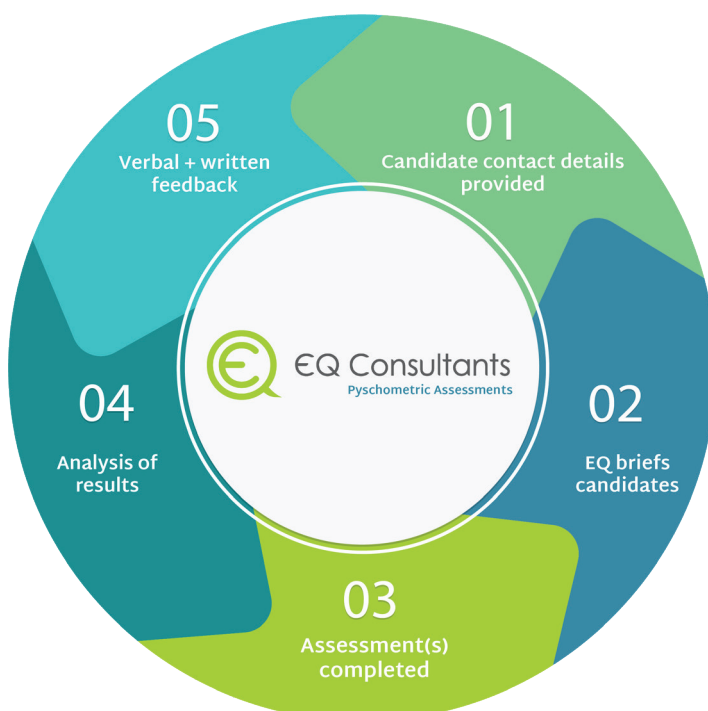 01
Candidate contact details
provided
02
EQ briefs
candidates
03
Assessment(s)
completed
04
Analysis of
results
05
Verbal + written
feedback
EQ
EQ Consultants
Pyschometric Assessments